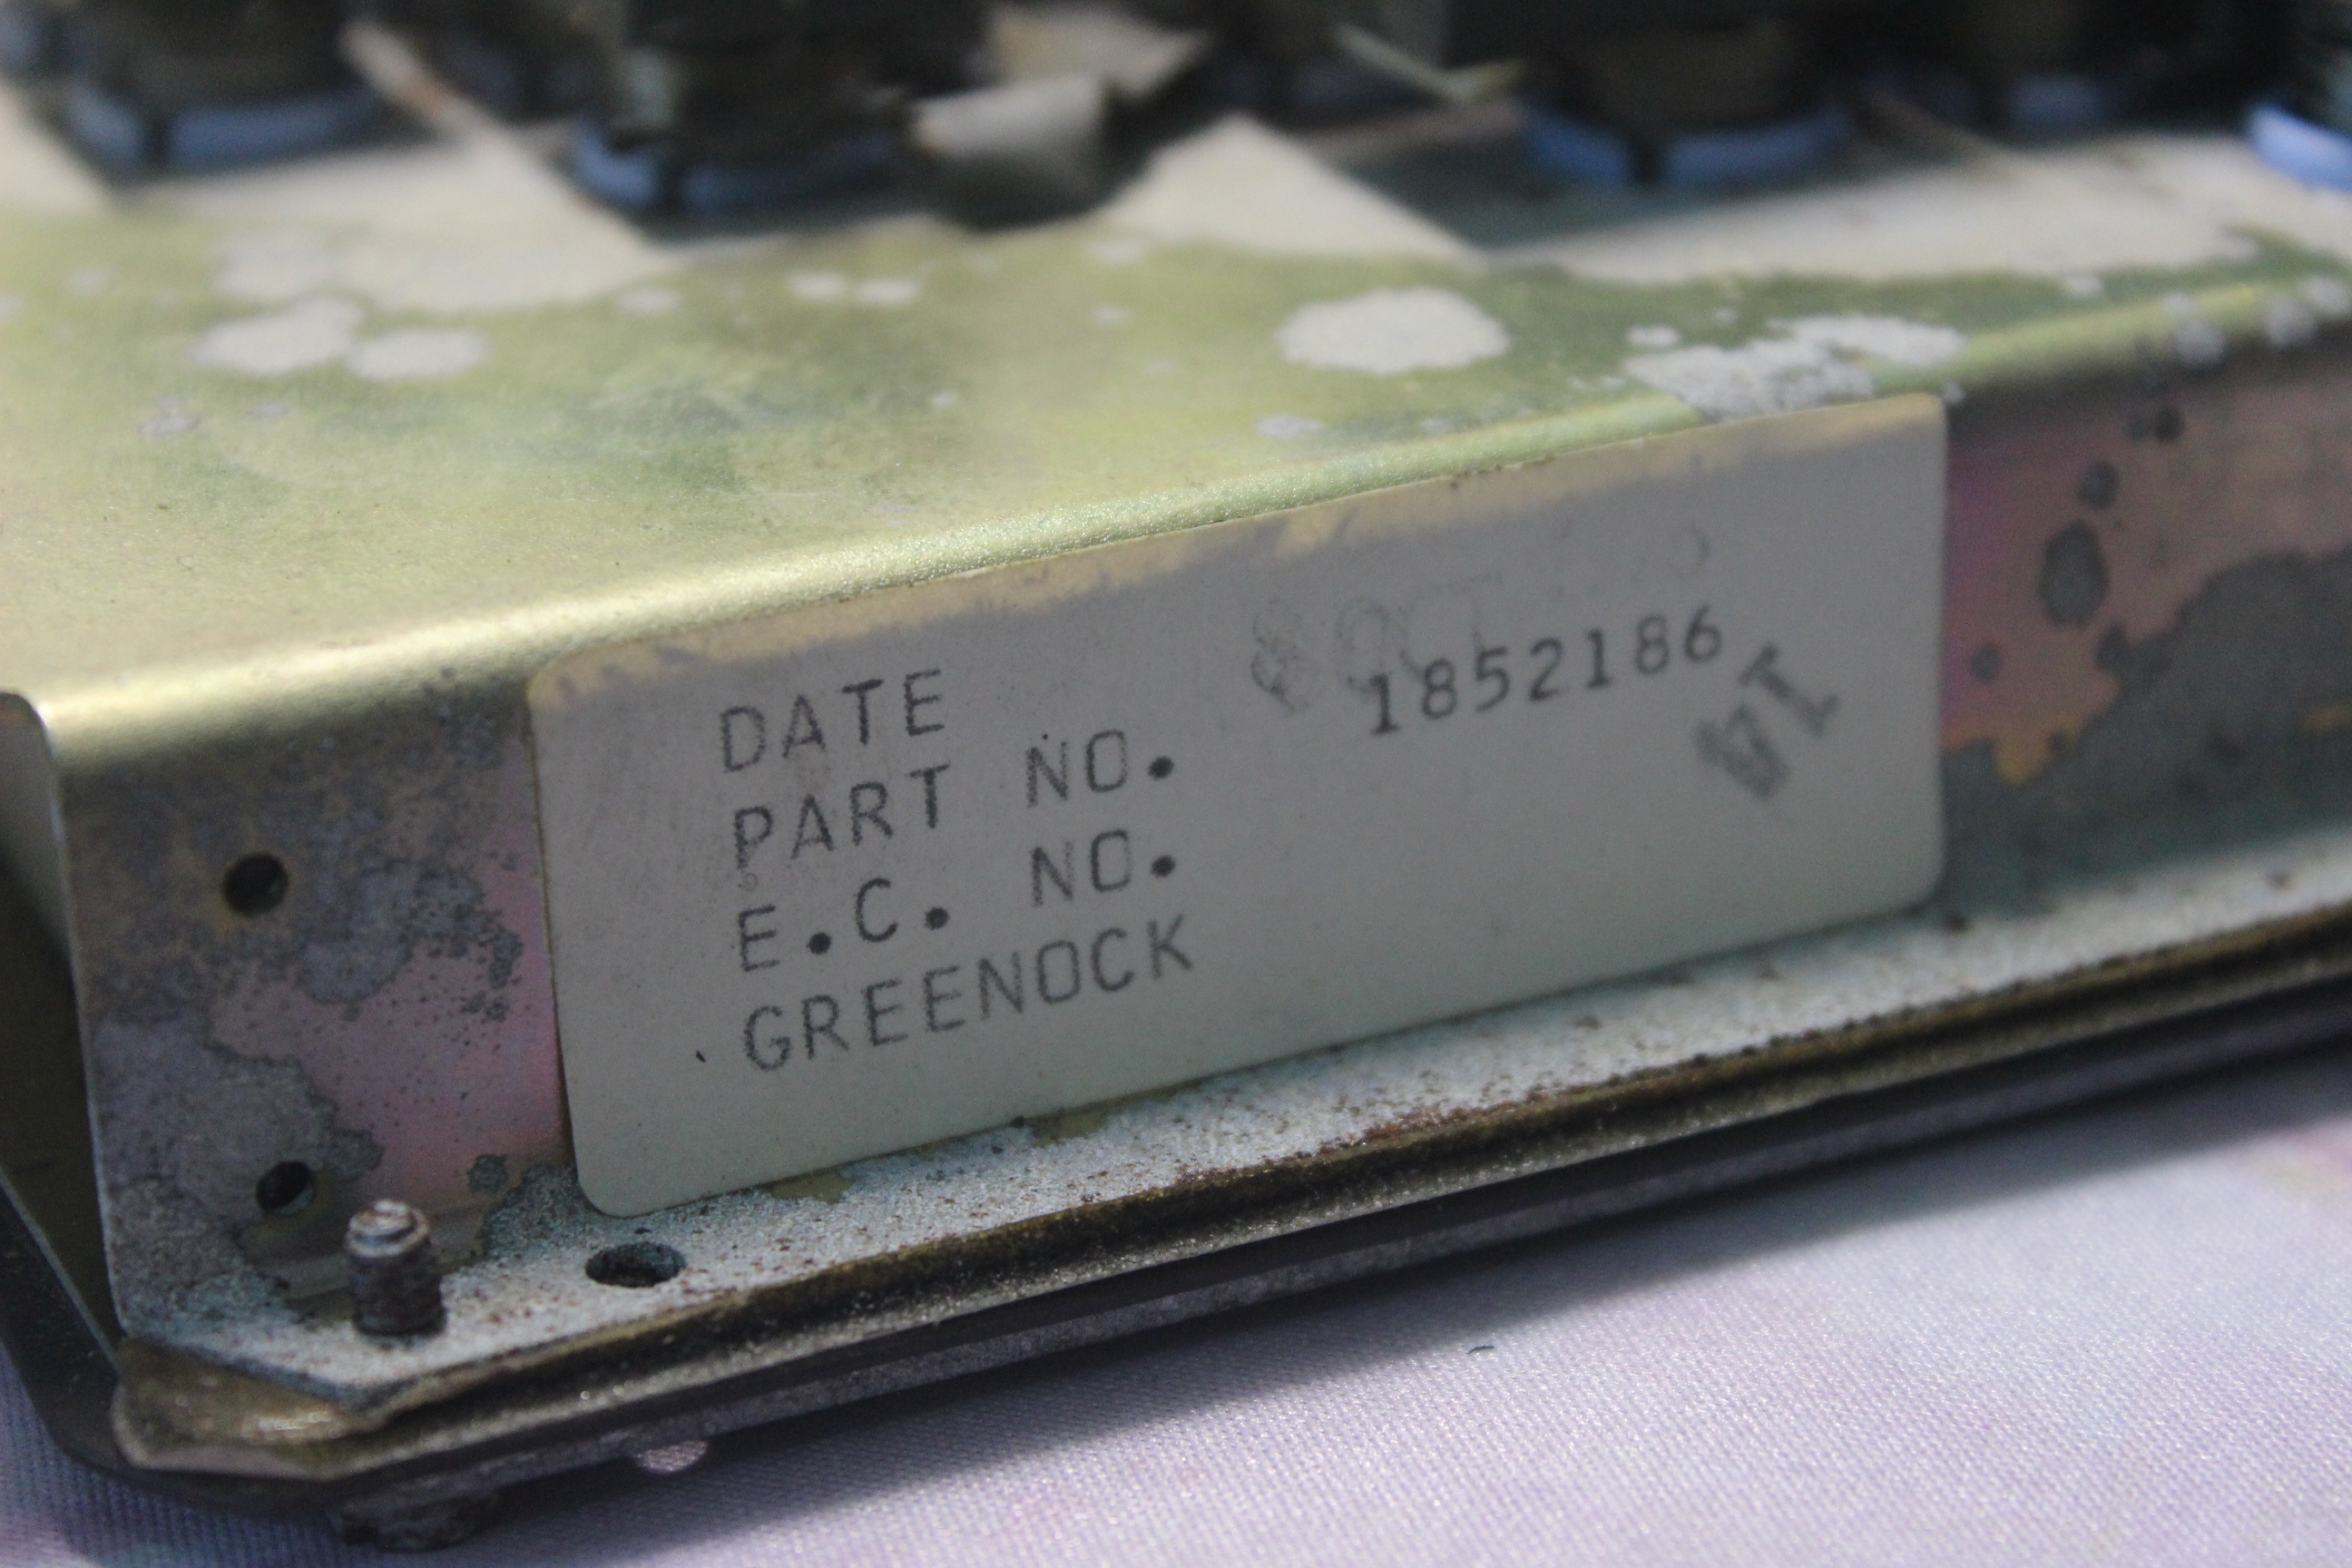 DATE
PART NO. 1852186
E.C. NO.
GREENOCK